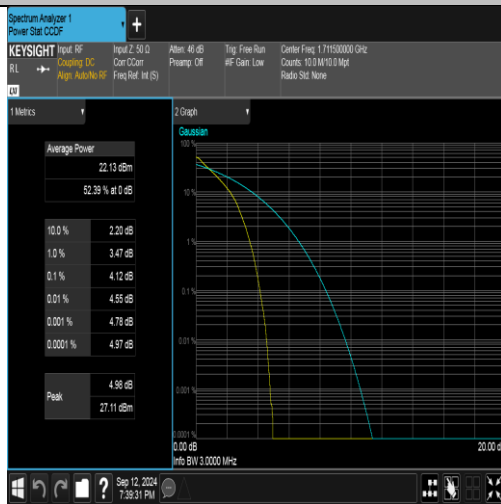 Spectrum Analyzer 1
Power Stat CCDF
KEYSIGHT
RL
Input: RF
Coupling: DC
Align: Auto/No RF
Input Z: 50 Ω
Corr CCorr
Freq Ref: Int (S)
Atten: 46 dB
Preamp: Off
Trig: Free Run
#IF Gain: Low
Center Freq: 1.711500000 GHz
Counts: 10.0 M/10.0 Mpt
Radio Std: None
1 Metrics
Average Power
22.13 dBm
52.39 % at 0 dB
10.0 % 2.20 dB
1.0 % 3.47 dB
0.1 % 4.12 dB
0.01 % 4.55 dB
0.001 % 4.78 dB
0.0001 % 4.97 dB
Peak
4.98 dB
27.11 dBm
2 Graph
Gaussian
100 %
10 %
1 %
0.1 %
0.01 %
0.001 %
0.0001 %
0.00 dB
20.00 d
Info BW 3.0000 MHz
Sep 12, 2024
7:39:31 PM